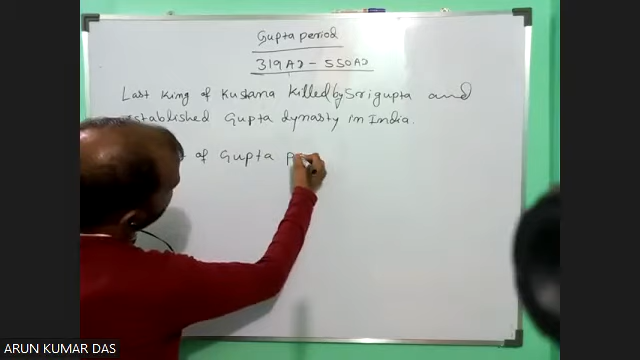 Gupta period
319AD - 550AD
Last King of Kustana Killed by Srigupta and
established Gupta dynasty in India.
of Gupta p
ARUN KUMAR DAS